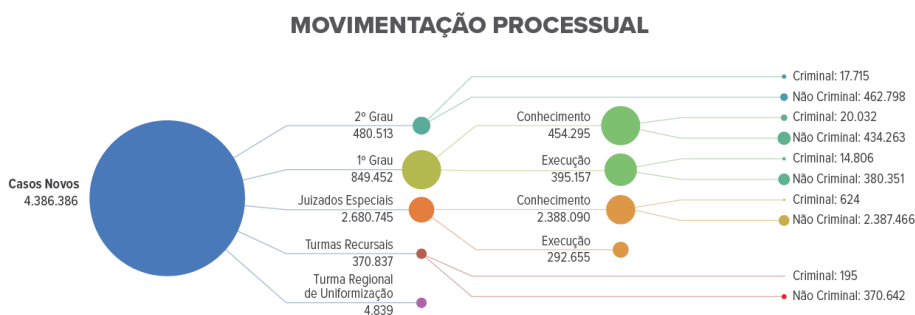 MOVIMENTAÇÃO PROCESSUAL
Casos Novos
4.386.386
2º Grau
480.513
1º Grau
849.452
Juizados Especiais
2.680.745
Turmas Recursais
370.837
Turma Regional
de Uniformização
4.839
Conhecimento
454.295
Execução
395.157
Conhecimento
2.388.090
Execução
292.655
Criminal: 17.715
Não Criminal: 462.798
Criminal: 20.032
Não Criminal: 434.263
Criminal: 14.806
Não Criminal: 380.351
Criminal: 624
Não Criminal: 2.387.466
Criminal: 195
Não Criminal: 370.642